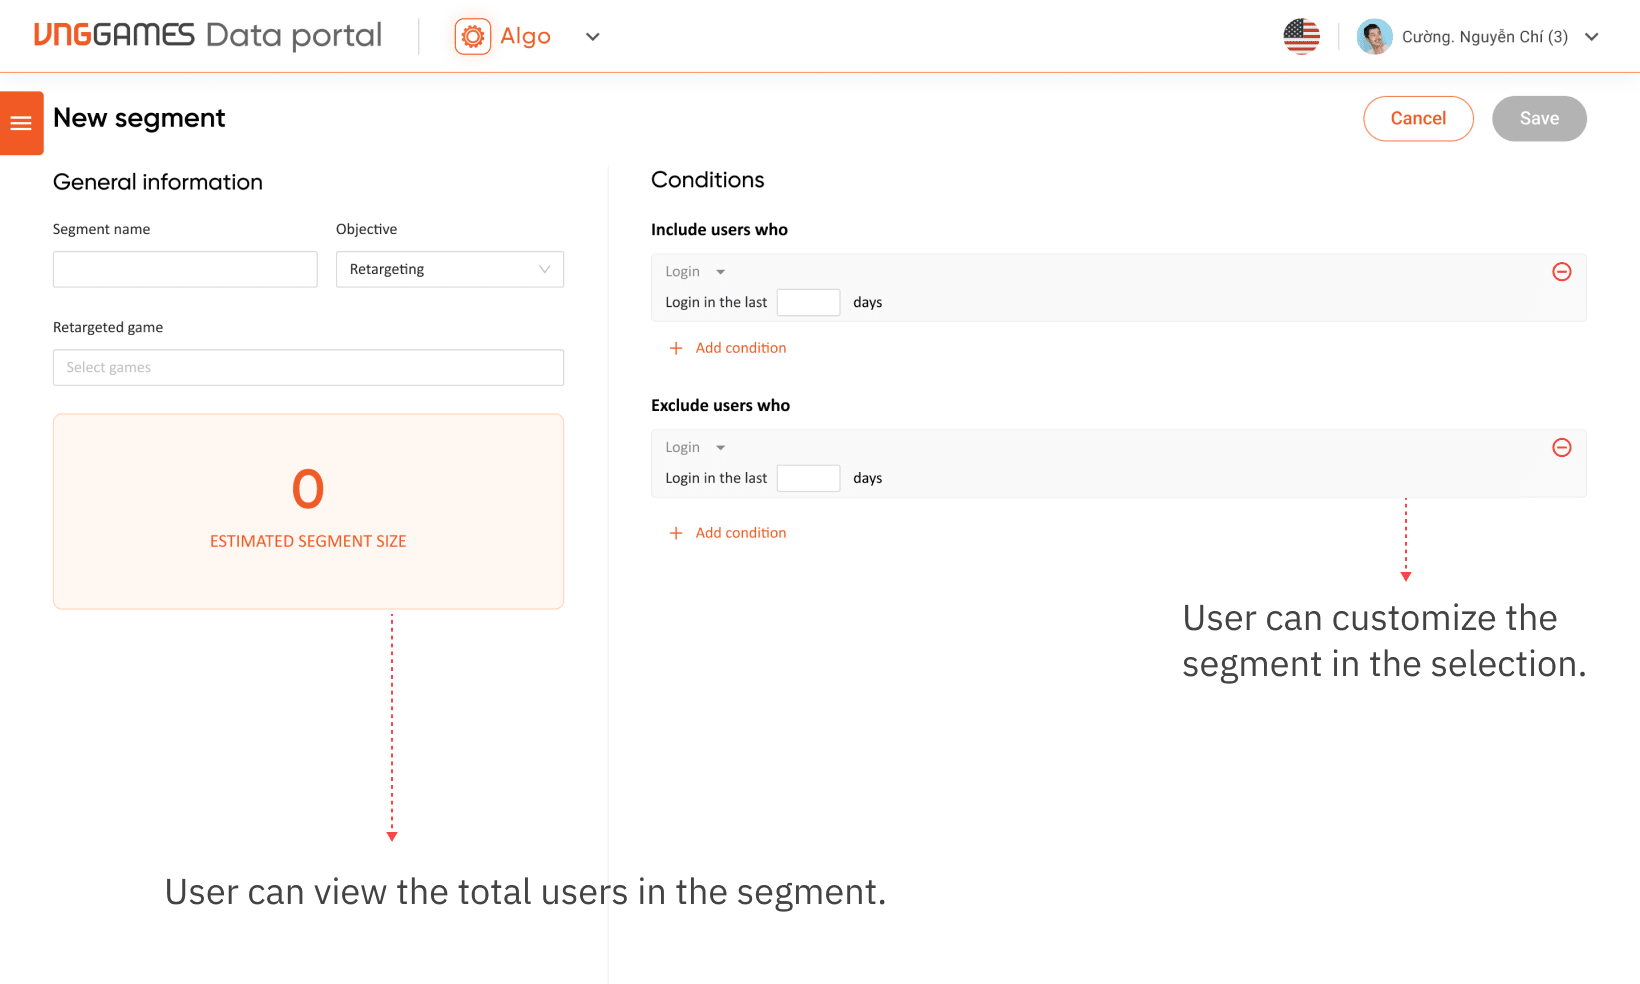 VNGGAMES Data portal
Algo
Cường. Nguyễn Chí (3)
New segment
Cancel
Save
General information
Segment name
Objective
Retargeting
Retargeted game
Select games
0
ESTIMATED SEGMENT SIZE
User can view the total users in the segment.
Conditions
Include users who
Login
Login in the last days
Add condition
Exclude users who
Login
Login in the last days
Add condition
User can customize the
segment in the selection.